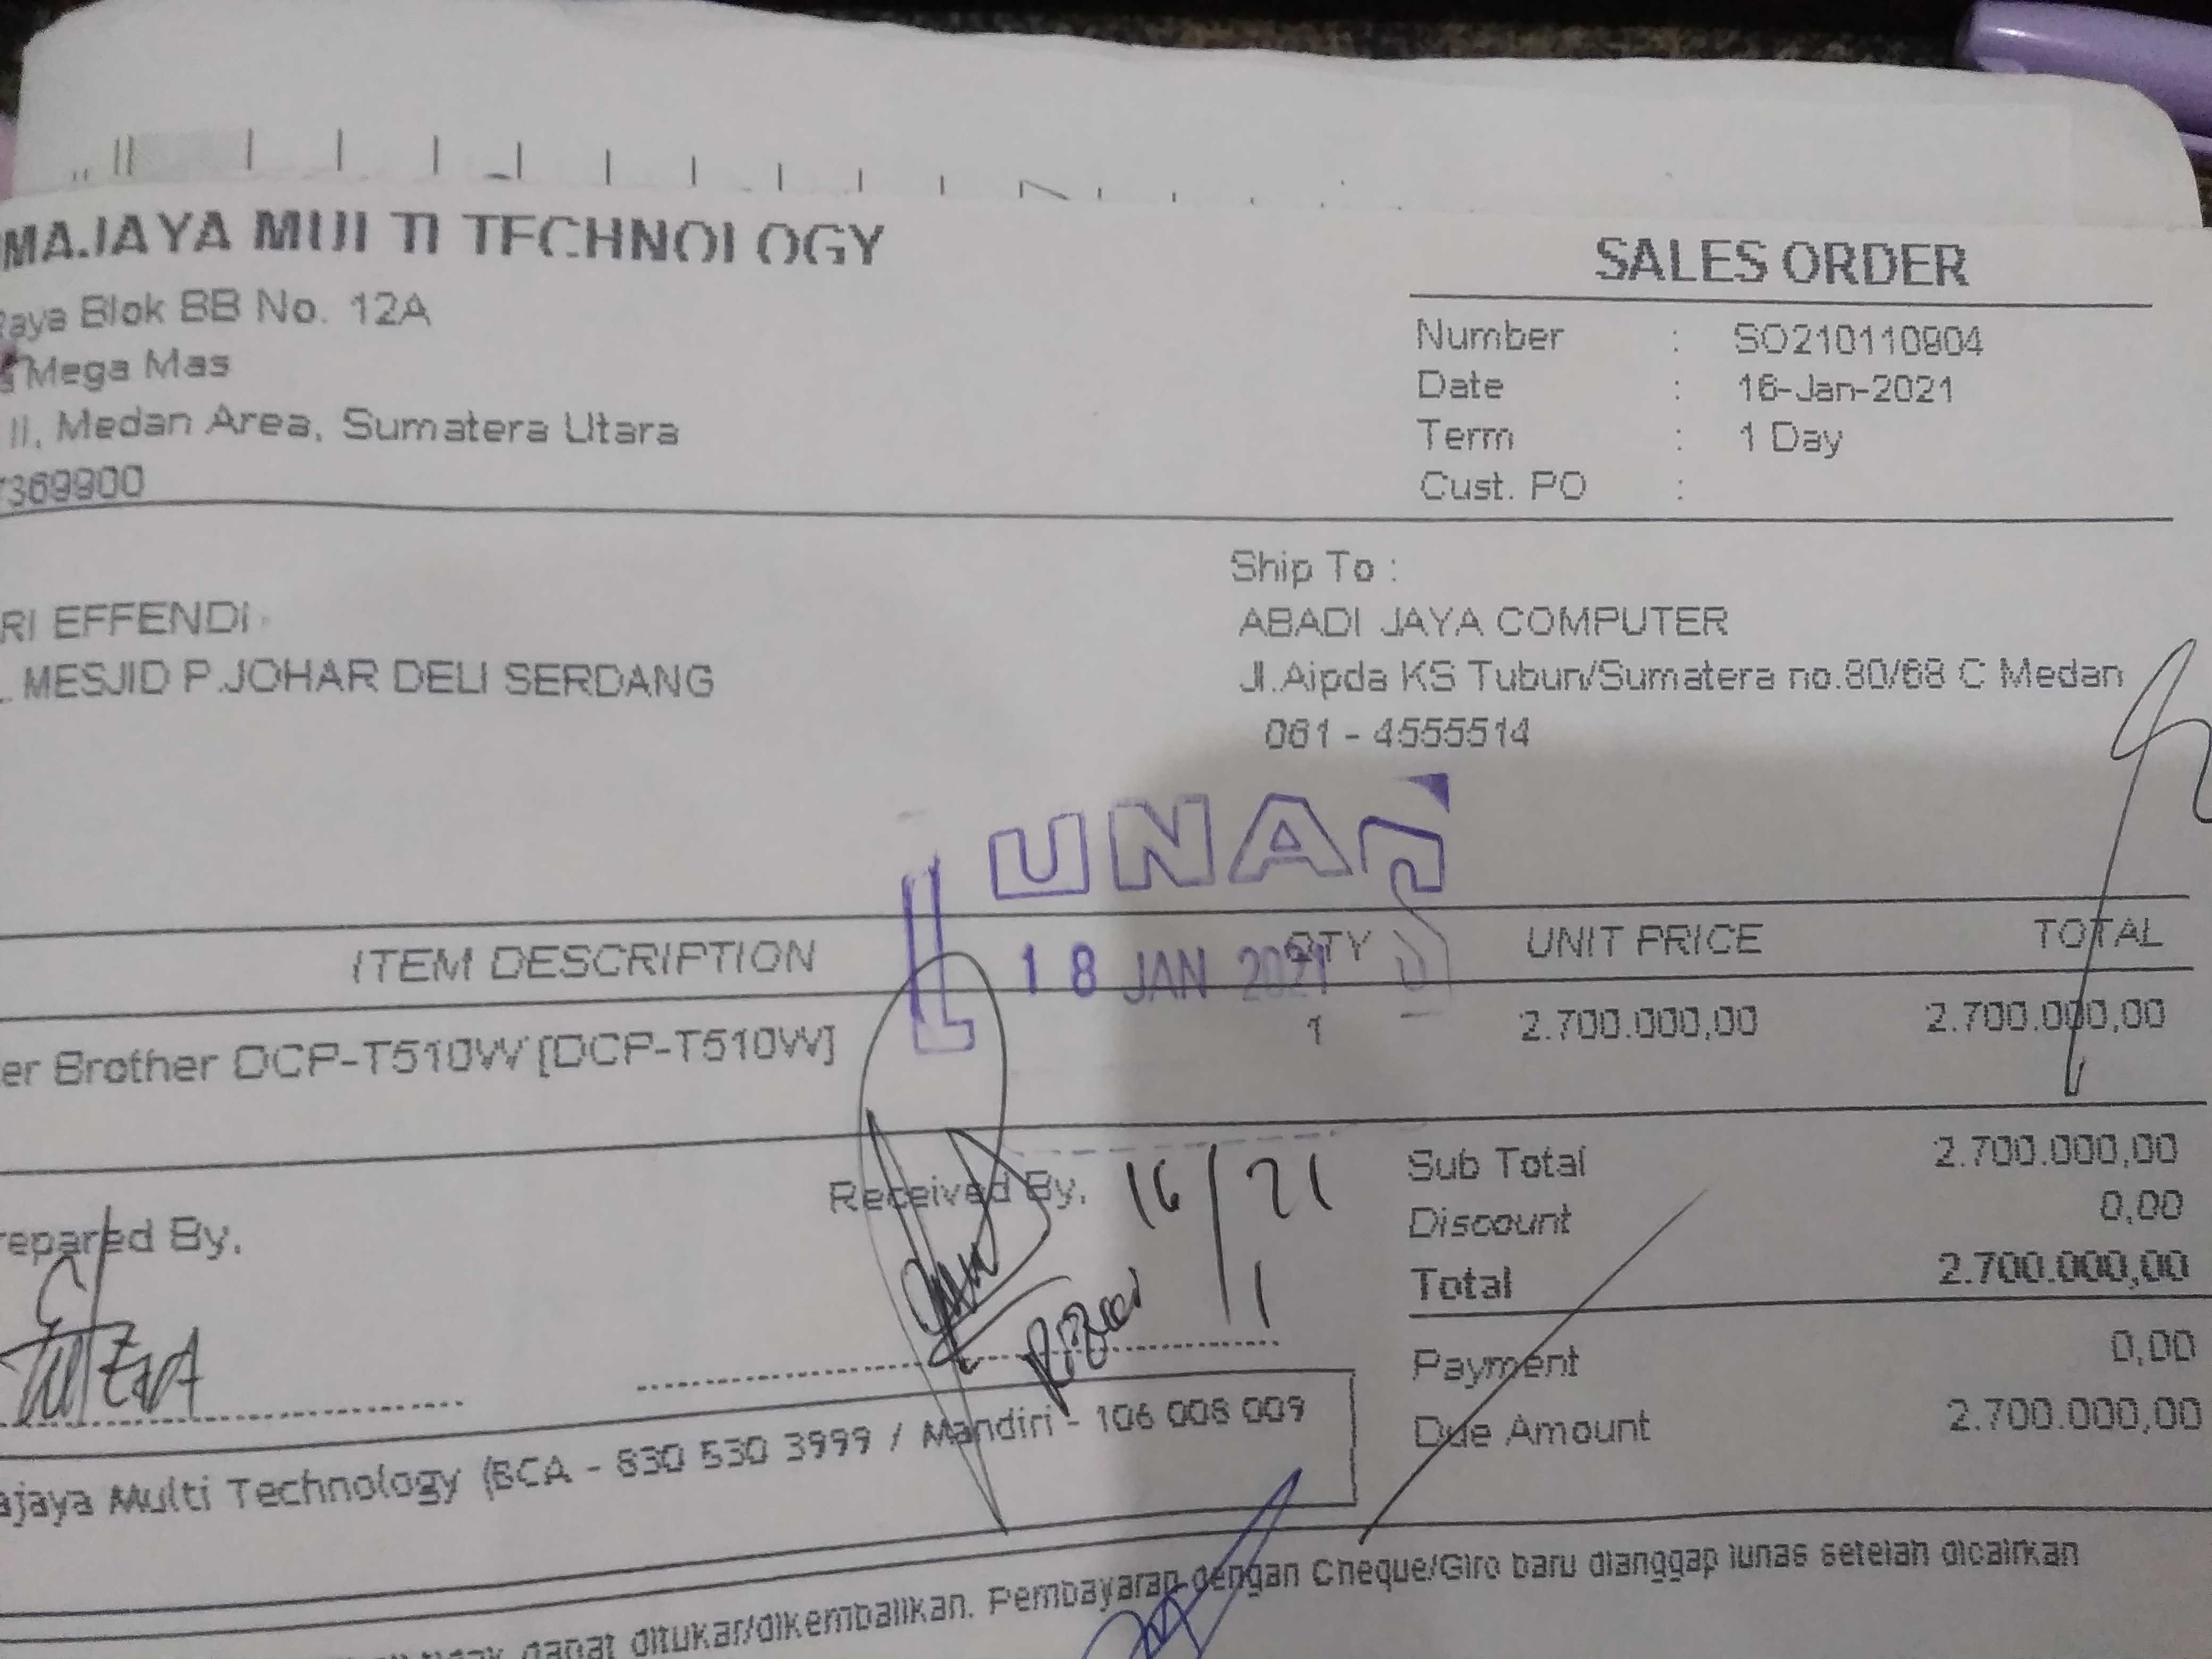 MAJAYA MULTI TECHNOLOGY
SALES ORDER
Raya Blok BB No. 12A
Mega Mas
II, Medan Area, Sumatera Utara
7369900
Number : SO210110904
Date : 16-Jan-2021
Term : 1 Day
Cust. PO :
RI EFFENDI
MESJID P.JOHAR DELI SERDANG
Ship To :
ABADI JAYA COMPUTER
Jl.Aipda KS Tubun/Sumatera no.80/68 C Medan
061 - 4555514
LUNAS
18 JAN 2021
ITEM DESCRIPTION QTY UNIT PRICE TOTAL
er Brother DCP-T510W [DCP-T510W] 1 2.700.000,00 2.700.000,00
repared By,
Received By, 16/21
1
Sub Total 2.700.000,00
Discount 0,00
Total 2.700.000,00
Payment 0,00
Due Amount 2.700.000,00
ajaya Multi Technology (BCA - 830 530 3999 / Mandiri - 106 008 009
dapat ditukar/dikembalikan. Pembayaran dengan Cheque/Giro baru dianggap lunas setelah dicairkan